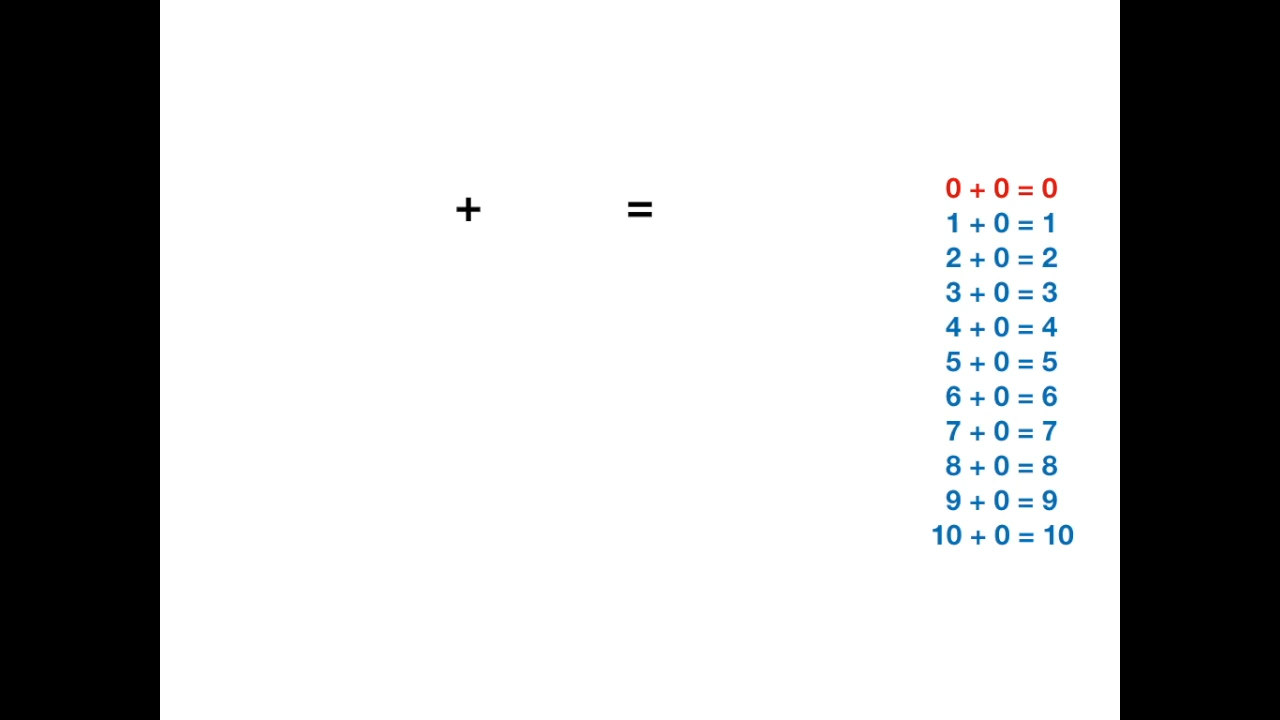 + =
0 + 0 = 0
1 + 0 = 1
2 + 0 = 2
3 + 0 = 3
4 + 0 = 4
5 + 0 = 5
6 + 0 = 6
7 + 0 = 7
8 + 0 = 8
9 + 0 = 9
10 + 0 = 10